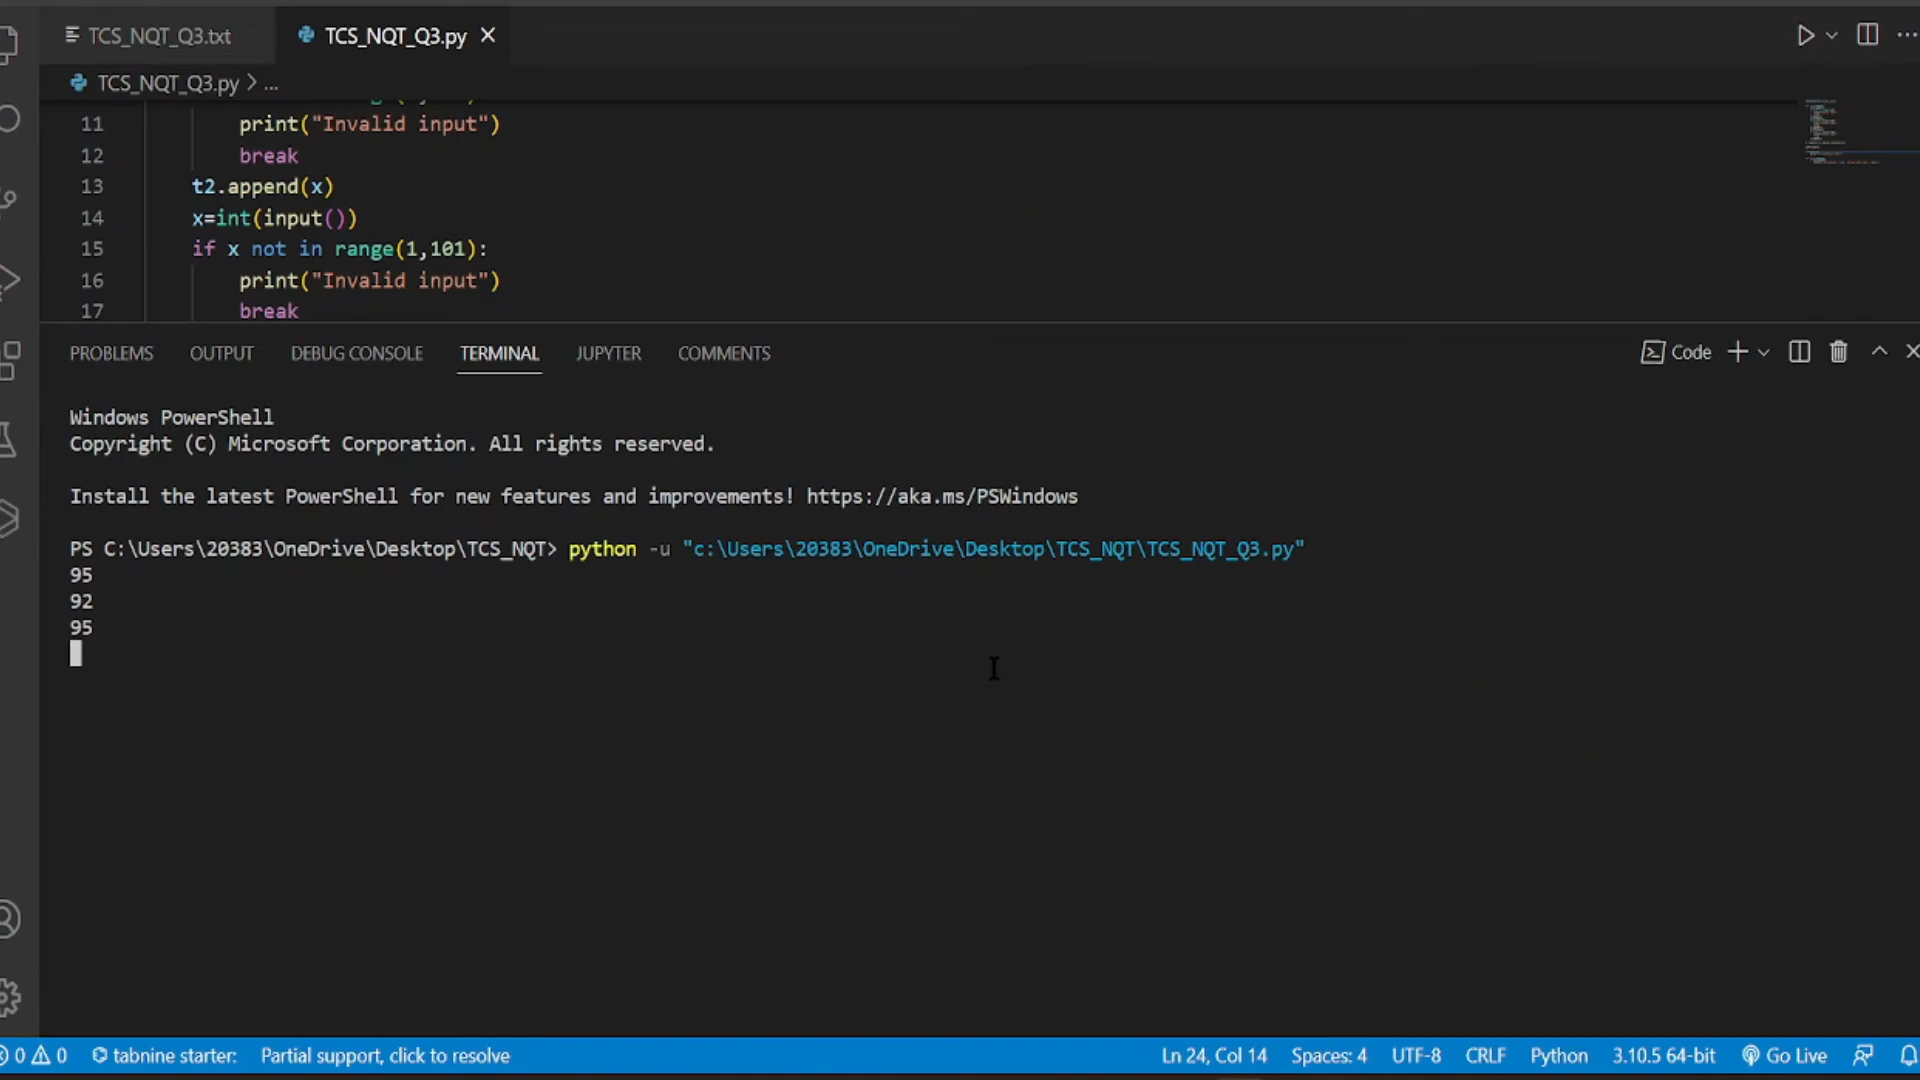 TCS_NQT_Q3.txt TCS_NQT_Q3.py
TCS_NQT_Q3.py > ...
11 print("Invalid input")
12 break
13 t2.append(x)
14 x=int(input())
15 if x not in range(1,101):
16 print("Invalid input")
17 break
PROBLEMS OUTPUT DEBUG CONSOLE TERMINAL JUPYTER COMMENTS Code
Windows PowerShell
Copyright (C) Microsoft Corporation. All rights reserved.
Install the latest PowerShell for new features and improvements! https://aka.ms/PSWindows
PS C:\Users\20383\OneDrive\Desktop\TCS_NQT> python -u "c:\Users\20383\OneDrive\Desktop\TCS_NQT\TCS_NQT_Q3.py"
95
92
95
0 0 tabnine starter: Partial support, click to resolve Ln 24, Col 14 Spaces: 4 UTF-8 CRLF Python 3.10.5 64-bit Go Live